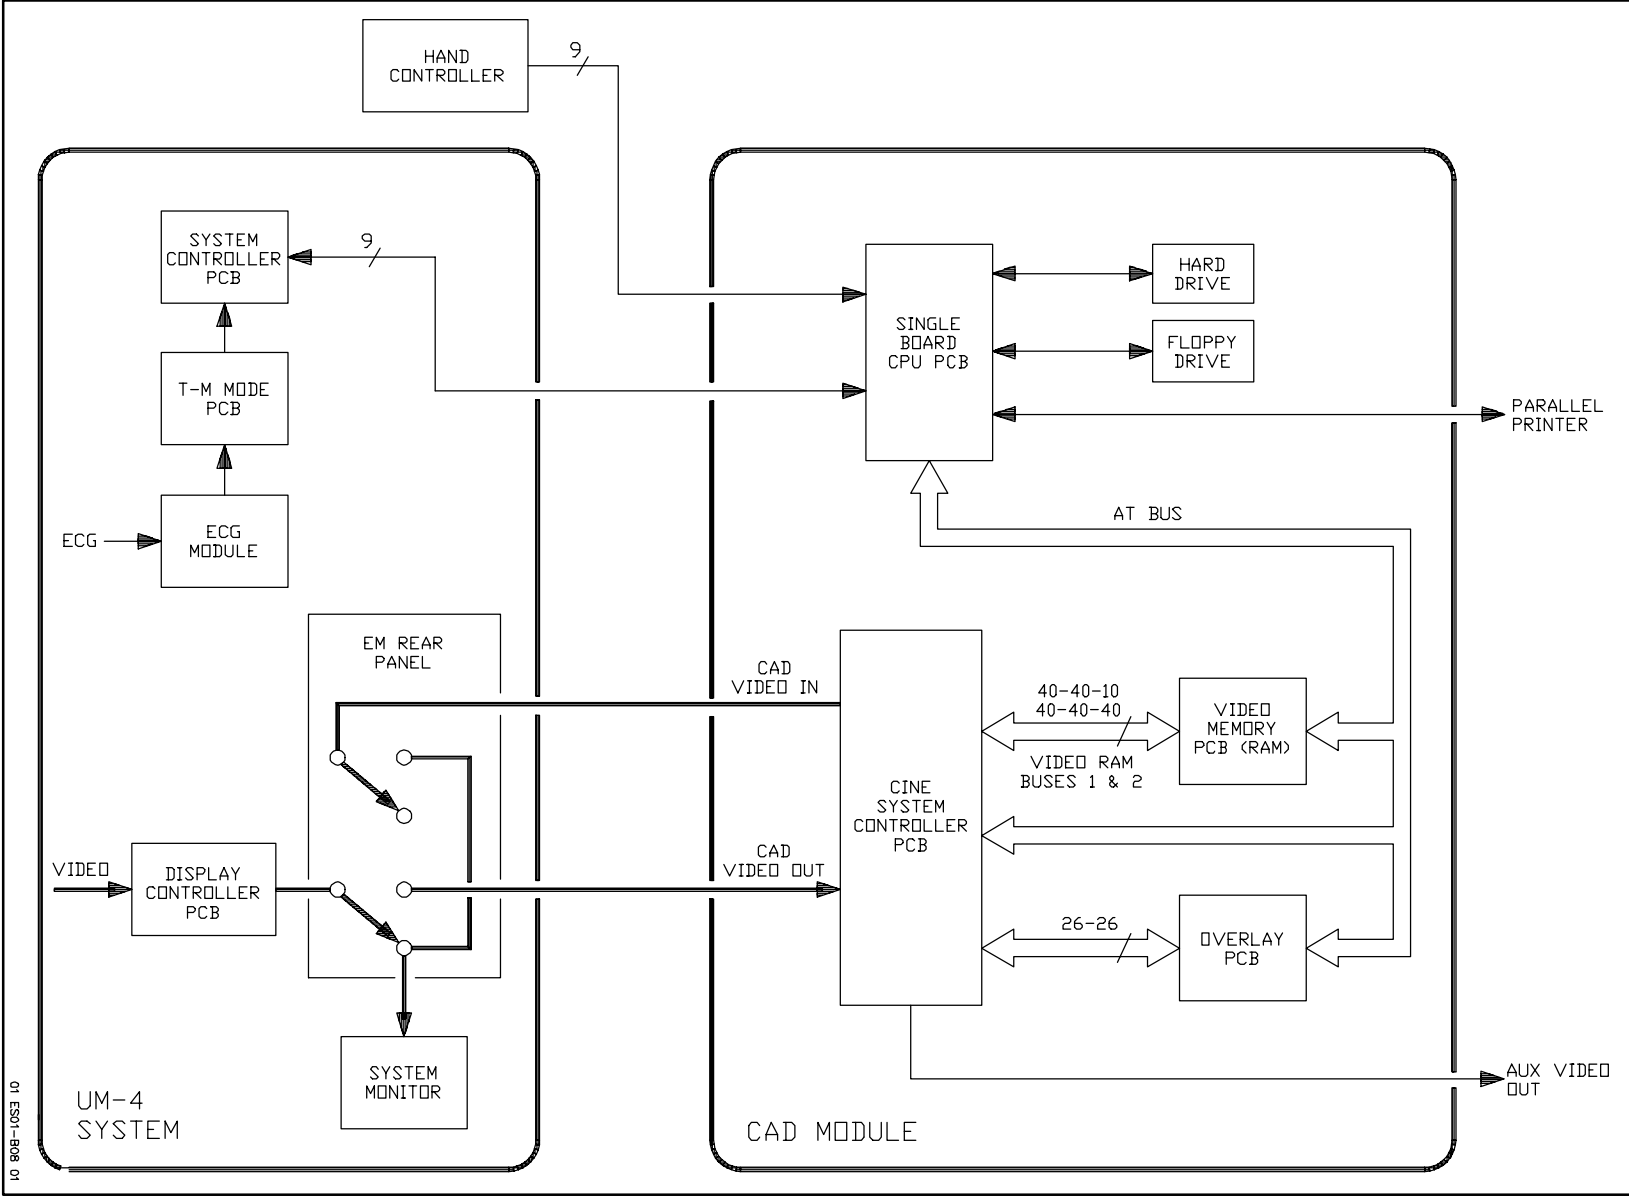 HAND
CONTROLLER
9
SYSTEM
CONTROLLER
PCB
9
T-M MODE
PCB
ECG
ECG
MODULE
EM REAR
PANEL
VIDEO
DISPLAY
CONTROLLER
PCB
SYSTEM
MONITOR
UM-4
SYSTEM
01 ES01-B08 01
CAD
VIDEO IN
CAD
VIDEO OUT
SINGLE
BOARD
CPU PCB
HARD
DRIVE
FLOPPY
DRIVE
PARALLEL
PRINTER
AT BUS
CINE
SYSTEM
CONTROLLER
PCB
40-40-10
40-40-40
VIDEO RAM
BUSES 1 & 2
VIDEO
MEMORY
PCB (RAM)
26-26
OVERLAY
PCB
AUX VIDEO
OUT
CAD MODULE